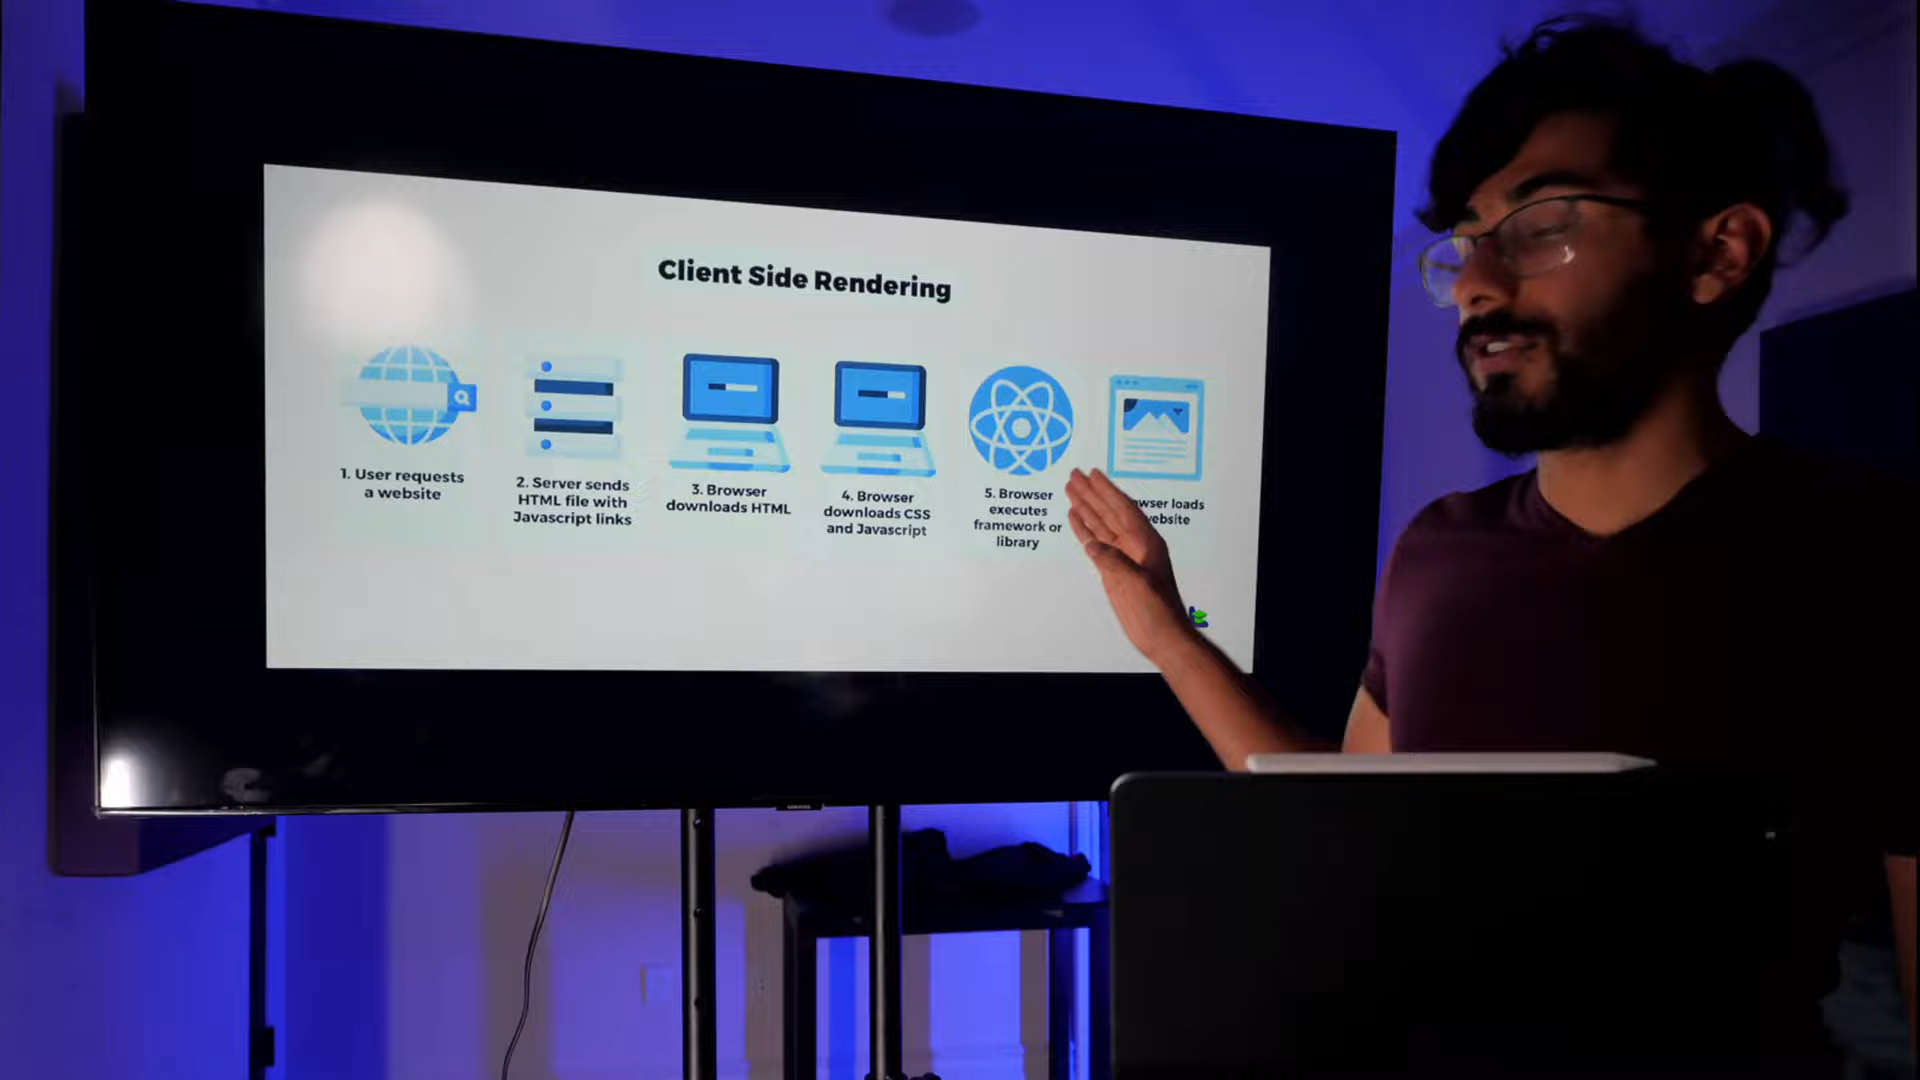 Client Side Rendering
1. User requests
a website
2. Server sends
HTML file with
Javascript links
3. Browser
downloads HTML
4. Browser
downloads CSS
and Javascript
5. Browser
executes
framework or
library
loads